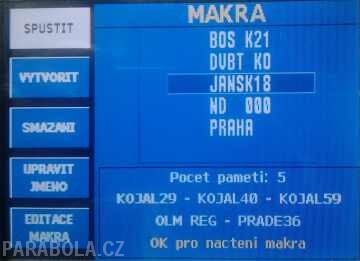 MAKRA
SPUSTIT
VYTVORIT
SMAZANI
UPRAVIT
JMENO
EDITACE
MAKRA
BOS K21
DVBT KO
JANSK18
ND 000
PRAHA
Pocet pameti: 5
KOJAL29 - KOJAL40 - KOJAL59
OLM REG - PRADE36
OK pro nacteni makra
PARABOLA.CZ